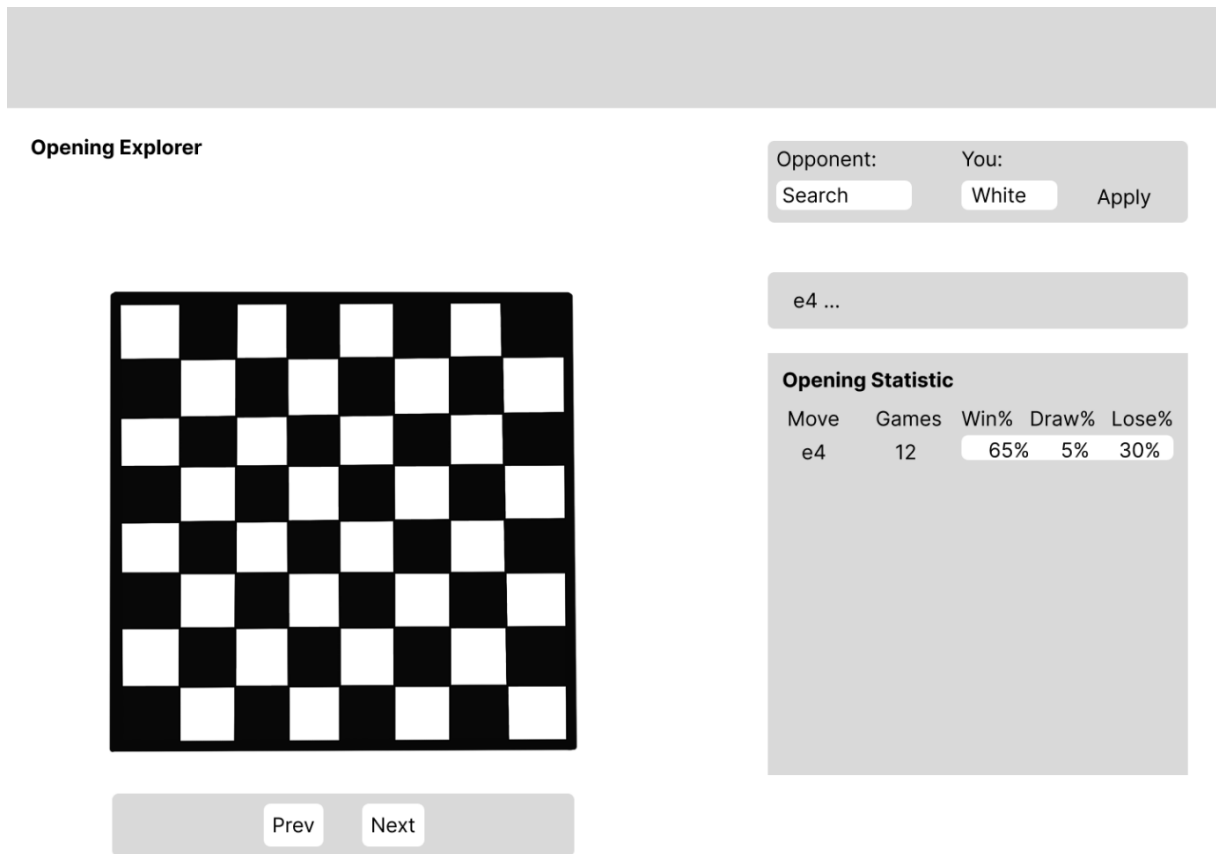 Opening Explorer
Opponent: You:
Search White Apply
e4 ...
Opening Statistic
Move Games Win% Draw% Lose%
e4 12 65% 5% 30%
Prev Next